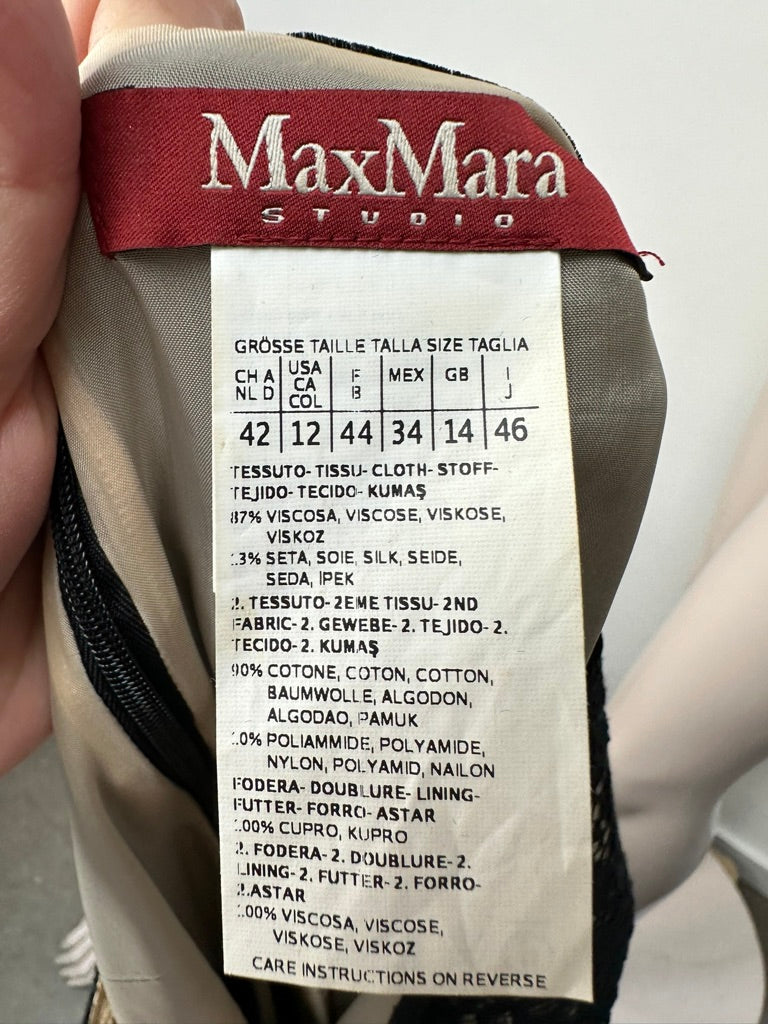 MaxMara
STUDIO
GRÖSSE TAILLE TALLA SIZE TAGLIA
CH A NL D | USA CA COL | F B | MEX | GB | I J
42 | 12 | 44 | 34 | 14 | 46
TESSUTO- TISSU- CLOTH- STOFF-
TEJIDO- TECIDO- KUMAŞ
87% VISCOSA, VISCOSE, VISKOSE,
VISKOZ
13% SETA, SOIE, SILK, SEIDE,
SEDA, İPEK
2. TESSUTO- 2EME TISSU- 2ND
FABRIC- 2. GEWEBE- 2. TEJIDO- 2.
TECIDO- 2. KUMAŞ
90% COTONE, COTON, COTTON,
BAUMWOLLE, ALGODON,
ALGODAO, PAMUK
10% POLIAMMIDE, POLYAMIDE,
NYLON, POLYAMID, NAILON
FODERA- DOUBLURE- LINING-
FUTTER- FORRO- ASTAR
100% CUPRO, KUPRO
2. FODERA- 2. DOUBLURE- 2.
LINING- 2. FUTTER- 2. FORRO-
2.ASTAR
100% VISCOSA, VISCOSE,
VISKOSE, VISKOZ
CARE INSTRUCTIONS ON REVERSE